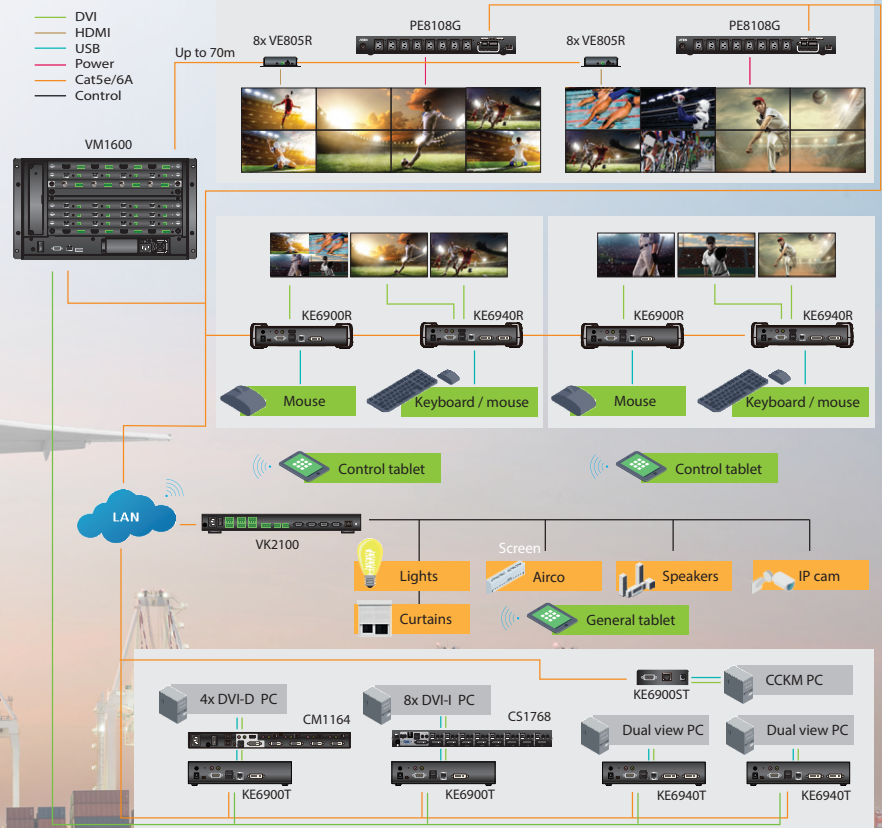 DVI
HDMI
USB
Power
Cat5e/6A
Control
Up to 70m
8x VE805R
PE8108G
8x VE805R
PE8108G
VM1600
KE6900R
KE6940R
KE6900R
KE6940R
Mouse
Keyboard / mouse
Mouse
Keyboard / mouse
Control tablet
Control tablet
LAN
VK2100
Screen
Lights
Airco
Speakers
IP cam
Curtains
General tablet
KE6900ST
CCKM PC
4x DVI-D PC
8x DVI-I PC
CM1164
CS1768
Dual view PC
Dual view PC
KE6900T
KE6900T
KE6940T
KE6940T